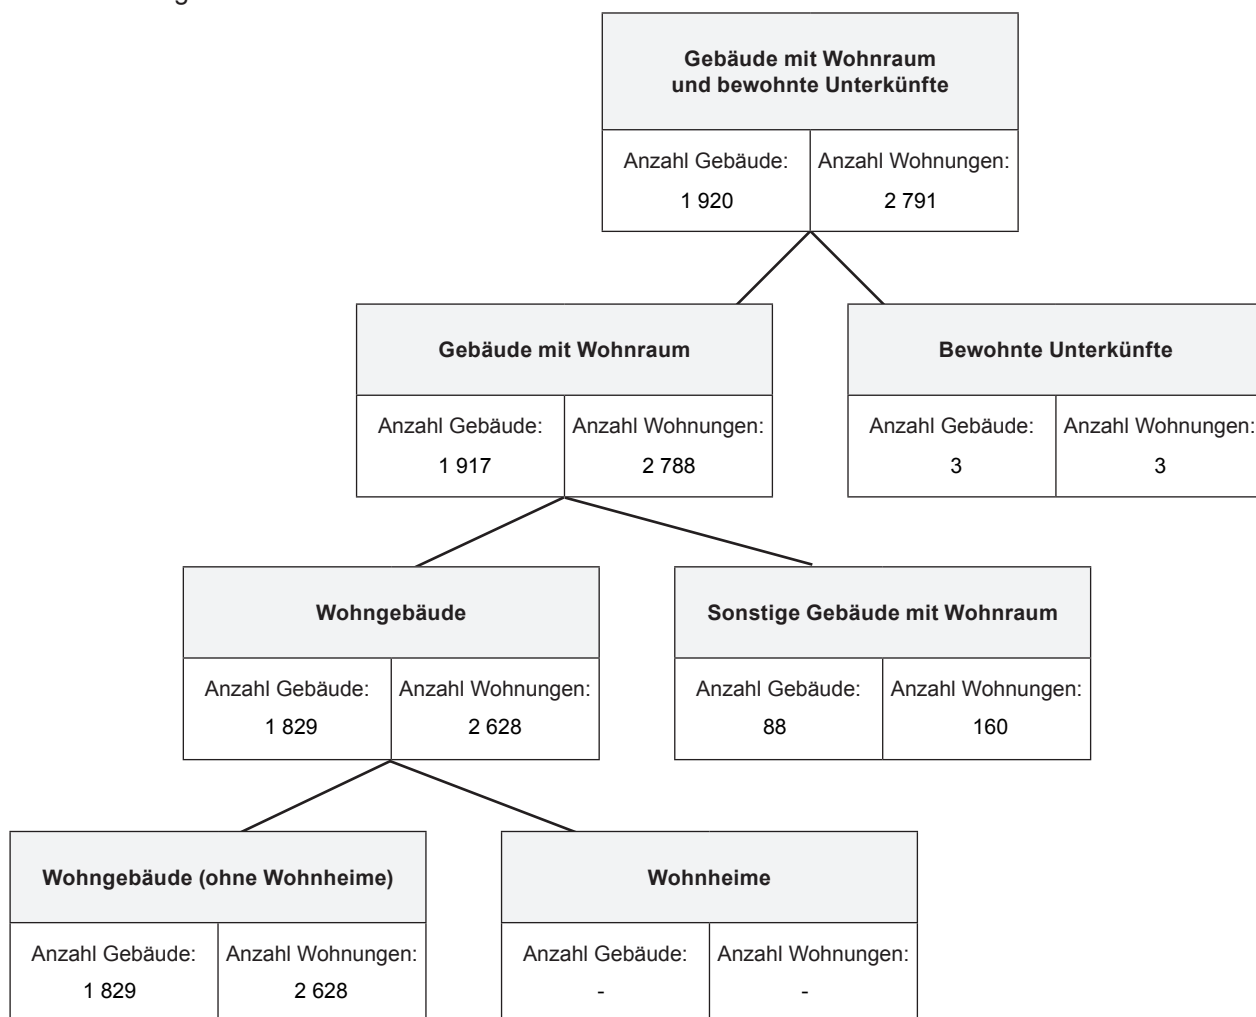 Gebäude mit Wohnraum
und bewohnte Unterkünfte
Anzahl Gebäude: Anzahl Wohnungen:
1 920 2 791
Gebäude mit Wohnraum Bewohnte Unterkünfte
Anzahl Gebäude: Anzahl Wohnungen: Anzahl Gebäude: Anzahl Wohnungen:
1 917 2 788 3 3
Wohngebäude Sonstige Gebäude mit Wohnraum
Anzahl Gebäude: Anzahl Wohnungen: Anzahl Gebäude: Anzahl Wohnungen:
1 829 2 628 88 160
Wohngebäude (ohne Wohnheime) Wohnheime
Anzahl Gebäude: Anzahl Wohnungen: Anzahl Gebäude: Anzahl Wohnungen:
1 829 2 628 - -